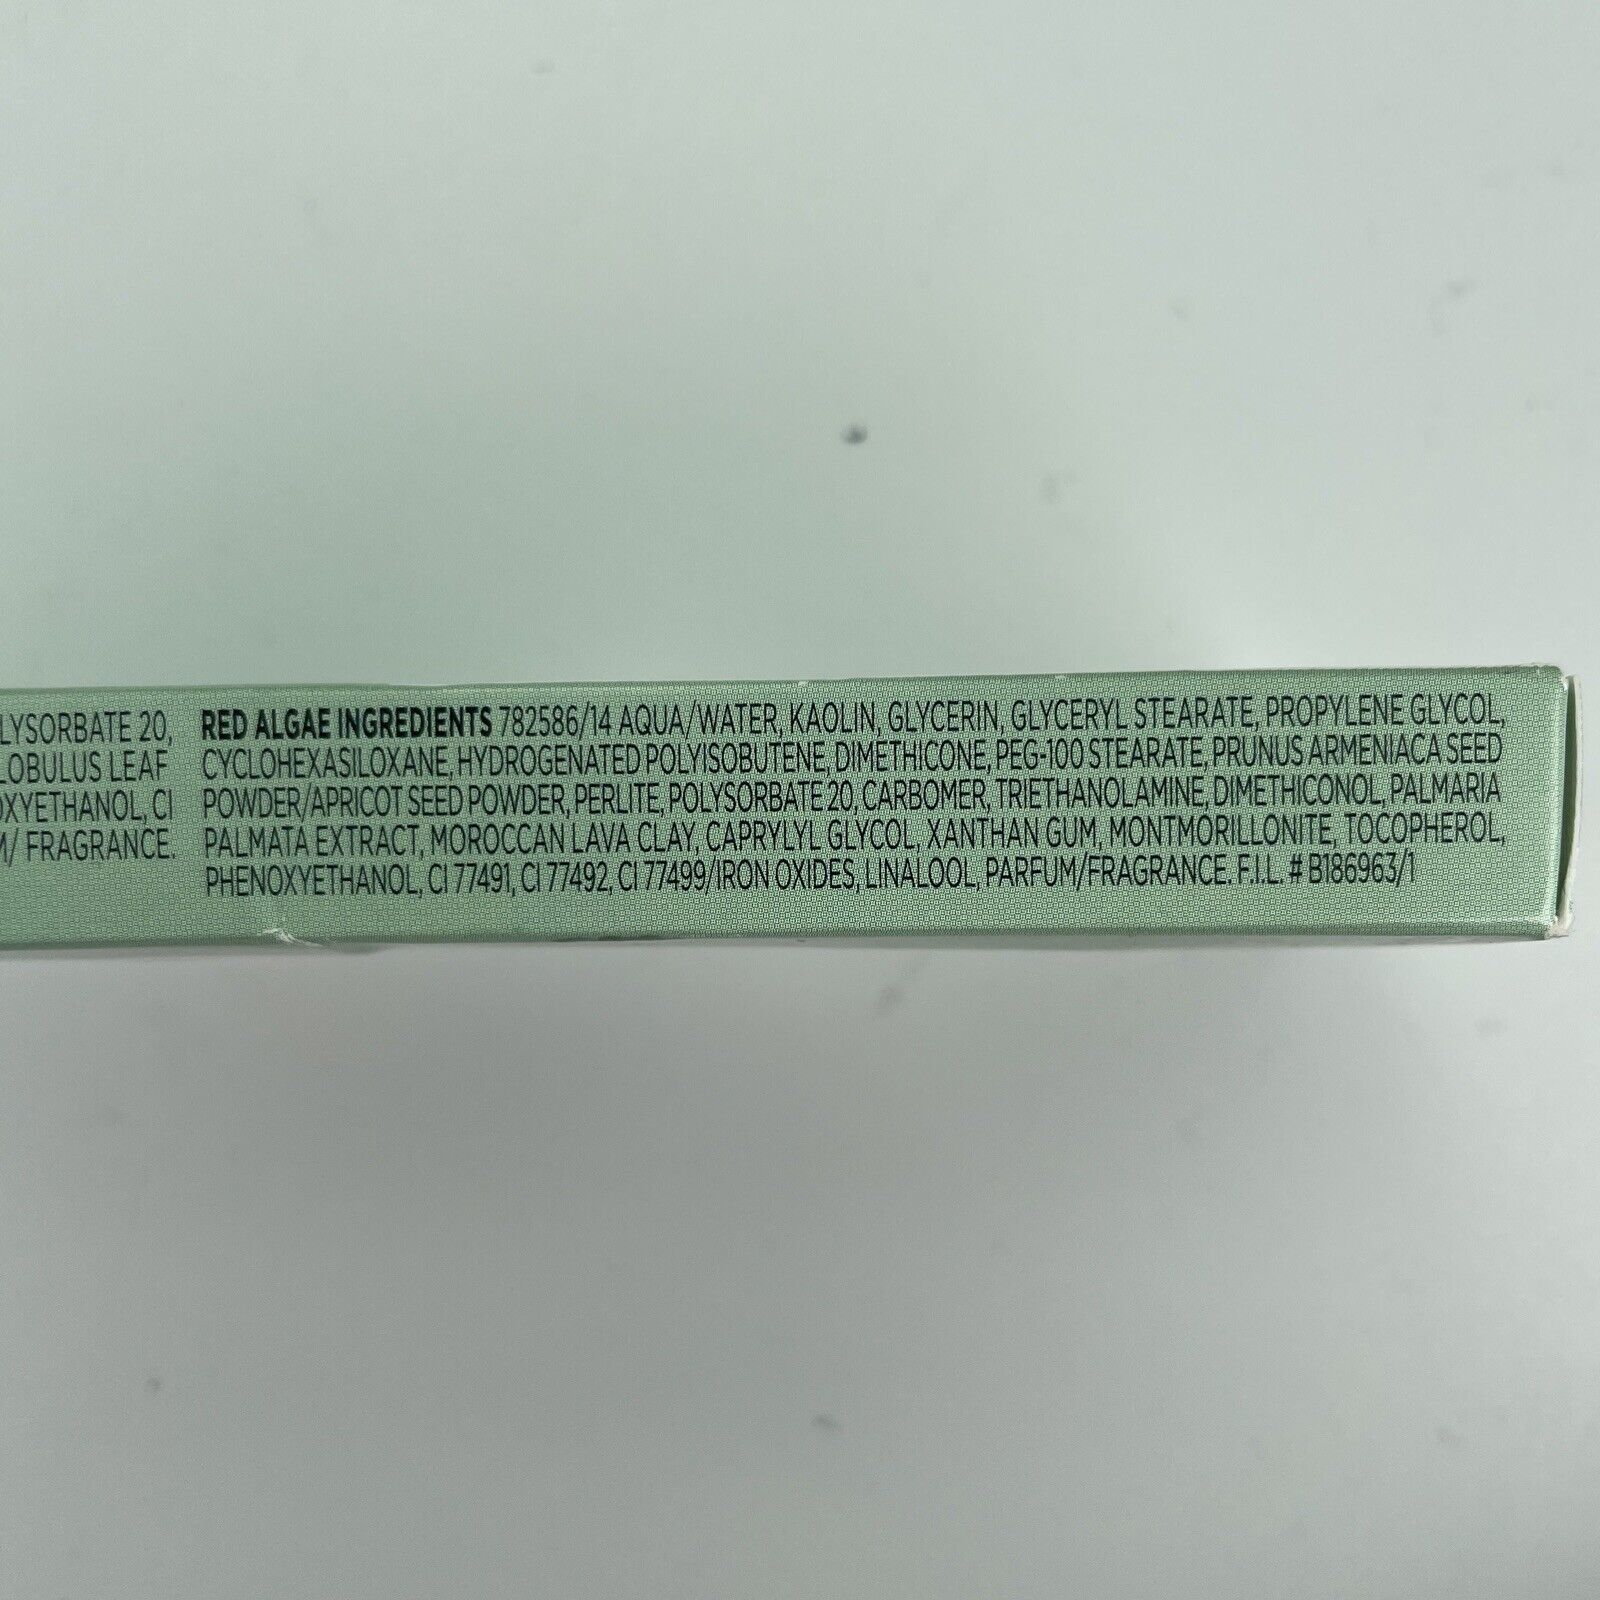 LYSORBATE 20,
LOBULUS LEAF
OXYETHANOL, CI
M/ FRAGRANCE.
RED ALGAE INGREDIENTS 782586/14 AQUA/WATER, KAOLIN, GLYCERIN, GLYCERYL STEARATE, PROPYLENE GLYCOL,
CYCLOHEXASILOXANE, HYDROGENATED POLYISOBUTENE, DIMETHICONE, PEG-100 STEARATE, PRUNUS ARMENIACA SEED
POWDER/APRICOT SEED POWDER, PERLITE, POLYSORBATE 20, CARBOMER, TRIETHANOLAMINE, DIMETHICONOL, PALMARIA
PALMATA EXTRACT, MOROCCAN LAVA CLAY, CAPRYLYL GLYCOL, XANTHAN GUM, MONTMORILLONITE, TOCOPHEROL,
PHENOXYETHANOL, CI 77491, CI 77492, CI 77499/IRON OXIDES, LINALOOL, PARFUM/FRAGRANCE. F.I.L. # B186963/1